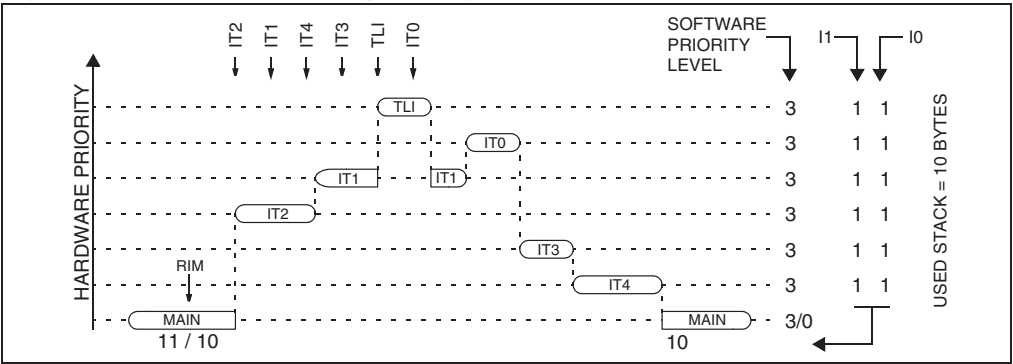 IT2
IT1
IT4
IT3
TLI
IT0
SOFTWARE
PRIORITY
LEVEL
I1
I0
HARDWARE PRIORITY
USED STACK = 10 BYTES
TLI
3
1 1
IT0
3
1 1
IT1
IT1
3
1 1
IT2
3
1 1
IT3
3
1 1
RIM
IT4
3
1 1
MAIN
MAIN
3/0
11 / 10
10